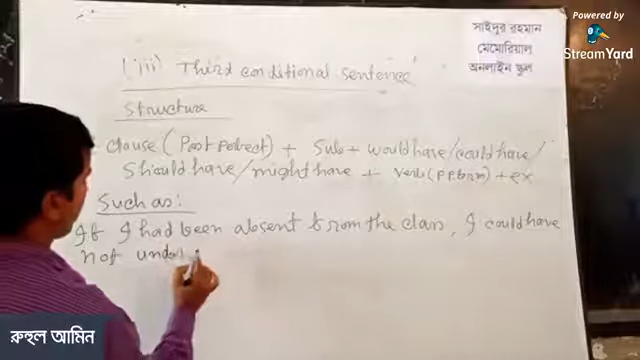 Powered by
StreamYard
সাইদুর রহমান
মেমোরিয়াল
অনলাইন স্কুল
(iii) Third conditional sentence
Structure
clause (Past Perfect) + Sub + would have/could have/
should have/might have + verb (P.P. form) + ex
Such as:
If I had been absent from the class, I could have
not und
রুহুল আমিন